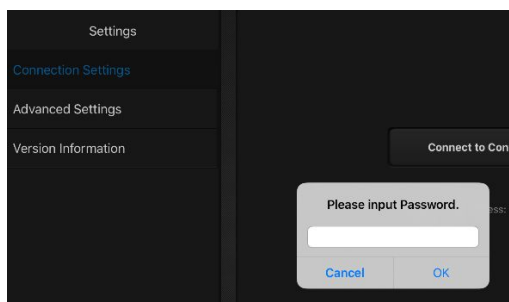 Settings
Connection Settings
Advanced Settings
Version Information
Connect to Con
Please input Password.
ess:
Cancel OK